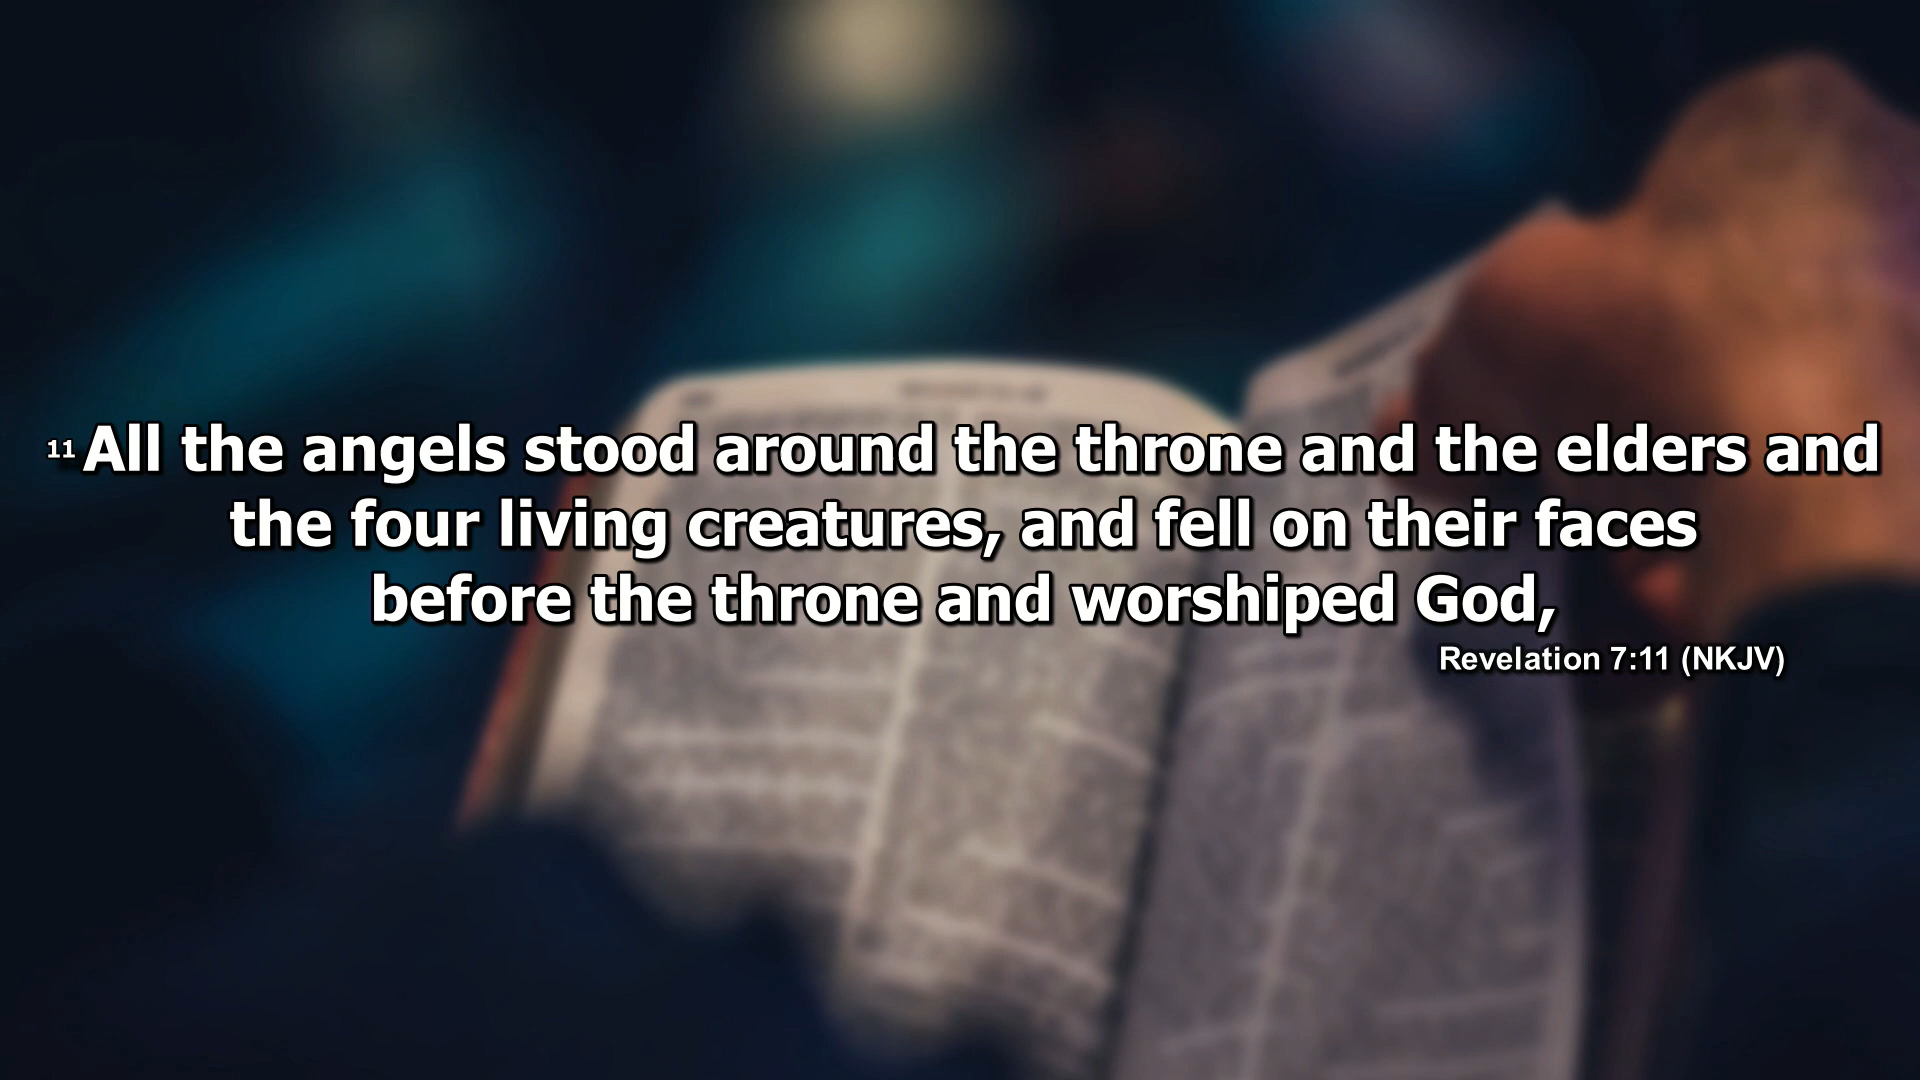 11 All the angels stood around the throne and the elders and
the four living creatures, and fell on their faces
before the throne and worshiped God,
Revelation 7:11 (NKJV)